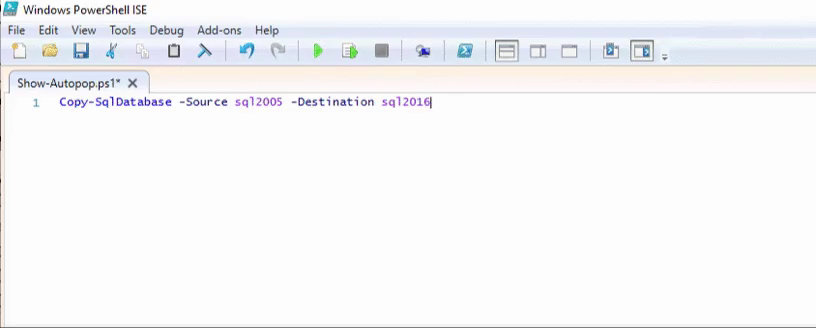 Windows PowerShell ISE
File Edit View Tools Debug Add-ons Help
Show-Autopop.ps1*
1 Copy-SqlDatabase -Source sql2005 -Destination sql2016